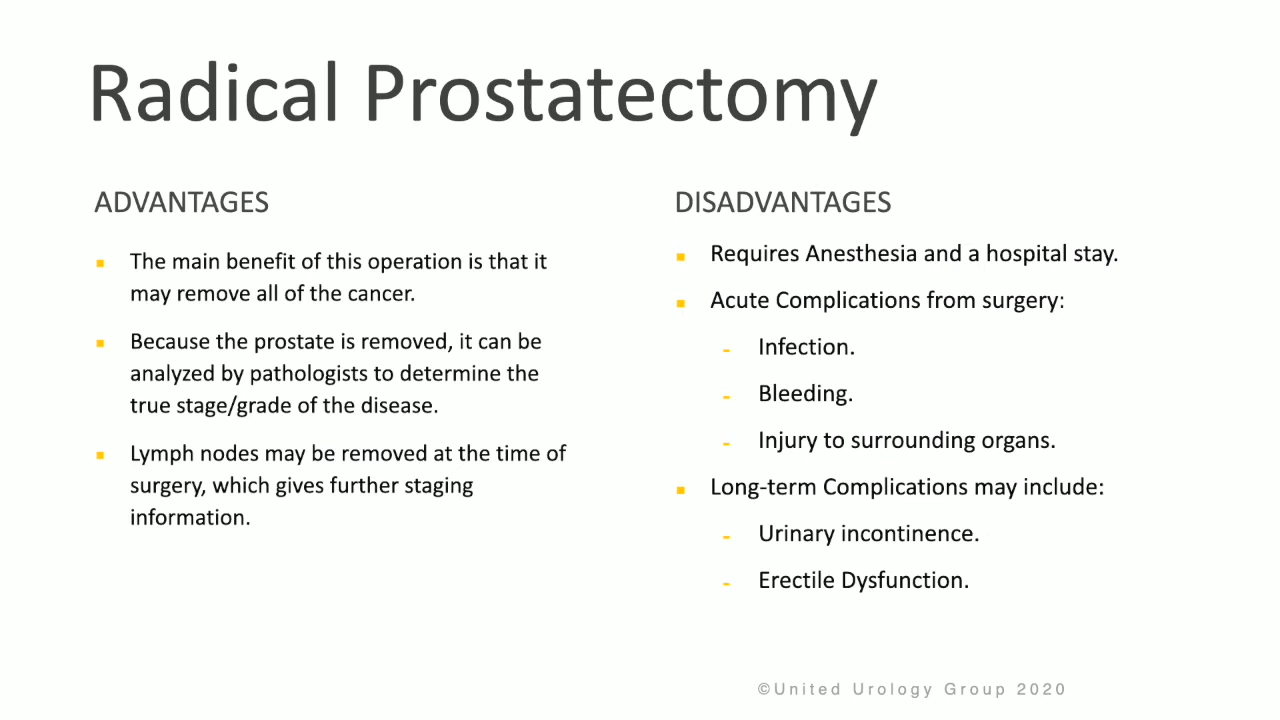 Radical Prostatectomy
ADVANTAGES
▪ The main benefit of this operation is that it
may remove all of the cancer.
▪ Because the prostate is removed, it can be
analyzed by pathologists to determine the
true stage/grade of the disease.
▪ Lymph nodes may be removed at the time of
surgery, which gives further staging
information.
DISADVANTAGES
▪ Requires Anesthesia and a hospital stay.
▪ Acute Complications from surgery:
- Infection.
- Bleeding.
- Injury to surrounding organs.
▪ Long-term Complications may include:
- Urinary incontinence.
- Erectile Dysfunction.
©United Urology Group 2020